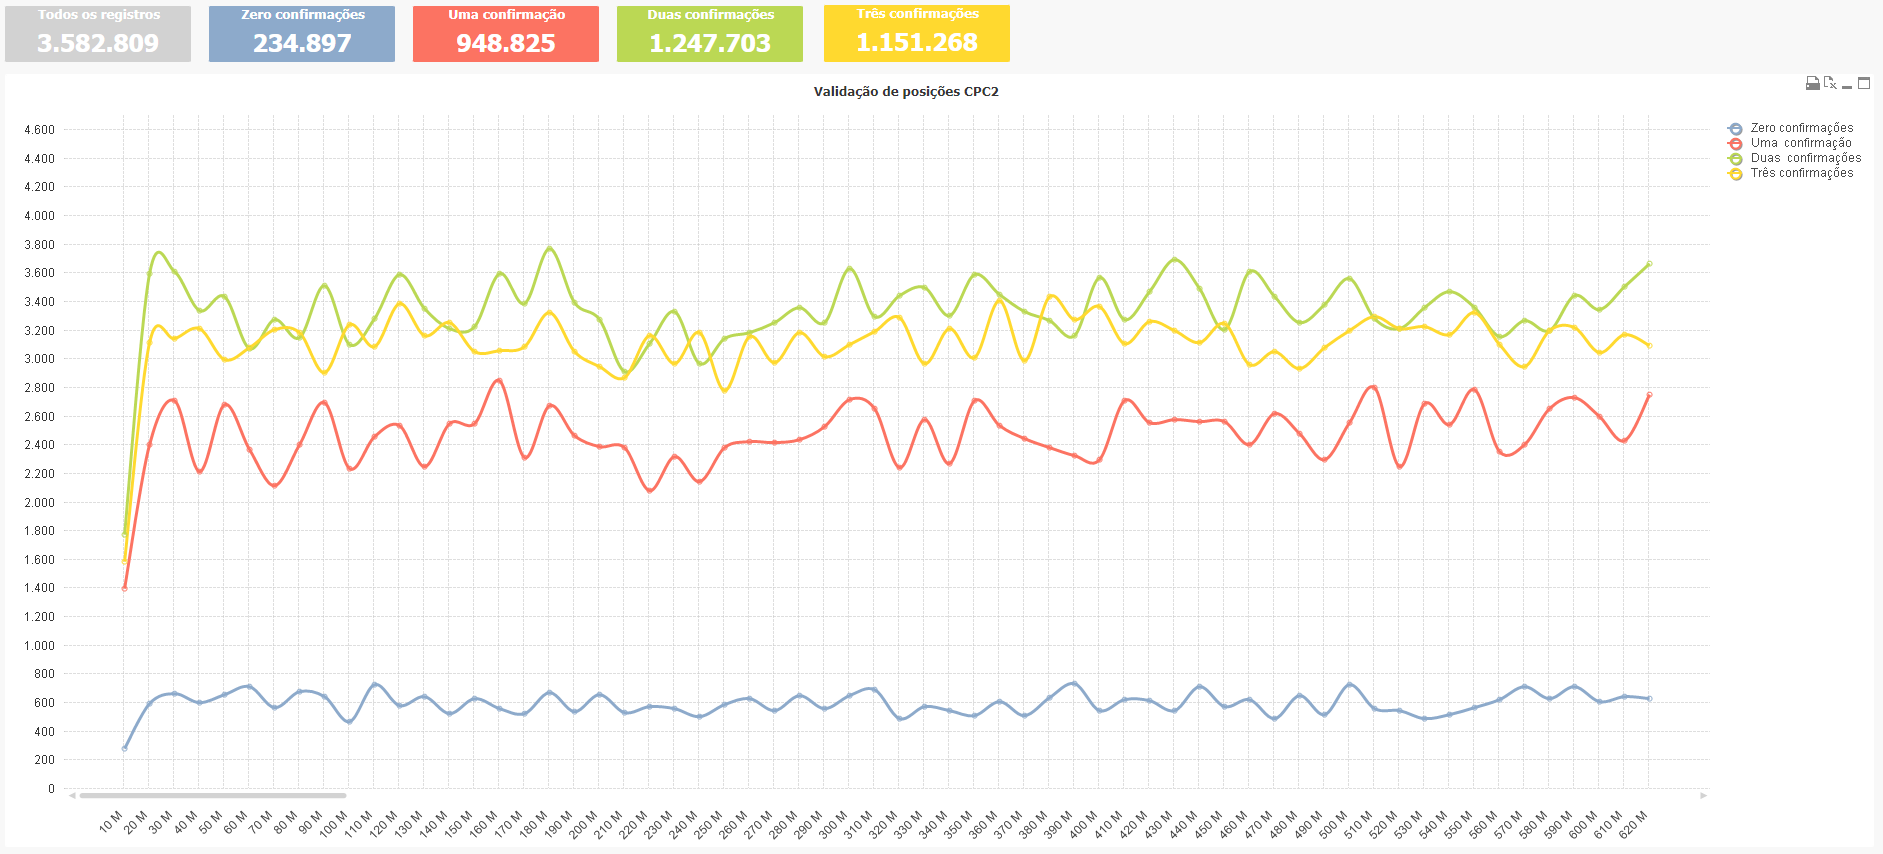 Todos os registros
3.582.809
Zero confirmações
234.897
Uma confirmação
948.825
Duas confirmações
1.247.703
Três confirmações
1.151.268
Validação de posições CPC2
Zero confirmações
Uma confirmação
Duas confirmações
Três confirmações
4.600
4.400
4.200
4.000
3.800
3.600
3.400
3.200
3.000
2.800
2.600
2.400
2.200
2.000
1.800
1.600
1.400
1.200
1.000
800
600
400
200
0
10 M
20 M
30 M
40 M
50 M
60 M
70 M
80 M
90 M
100 M
110 M
120 M
130 M
140 M
150 M
160 M
170 M
180 M
190 M
200 M
210 M
220 M
230 M
240 M
250 M
260 M
270 M
280 M
290 M
300 M
310 M
320 M
330 M
340 M
350 M
360 M
370 M
380 M
390 M
400 M
410 M
420 M
430 M
440 M
450 M
460 M
470 M
480 M
490 M
500 M
510 M
520 M
530 M
540 M
550 M
560 M
570 M
580 M
590 M
600 M
610 M
620 M